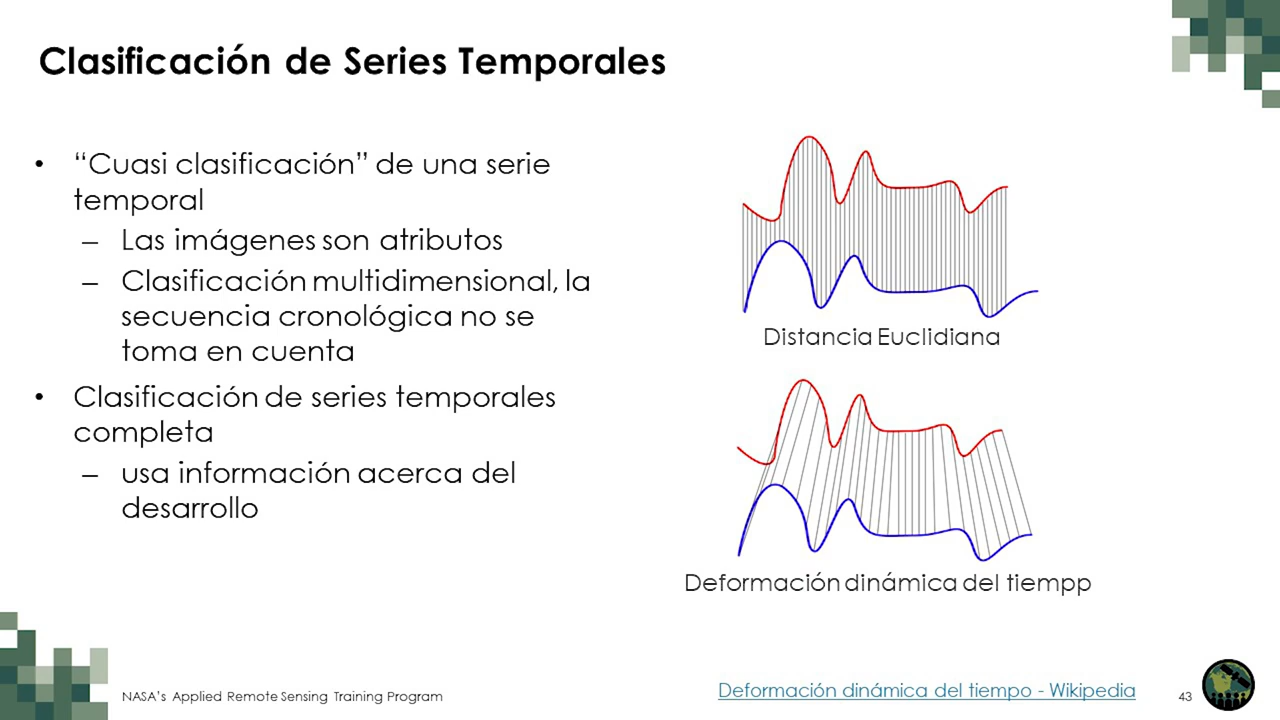 Clasificación de Series Temporales
• “Cuasi clasificación” de una serie
temporal
– Las imágenes son atributos
– Clasificación multidimensional, la
secuencia cronológica no se
toma en cuenta
• Clasificación de series temporales
completa
– usa información acerca del
desarrollo
Distancia Euclidiana
Deformación dinámica del tiempp
NASA’s Applied Remote Sensing Training Program
Deformación dinámica del tiempo - Wikipedia
43